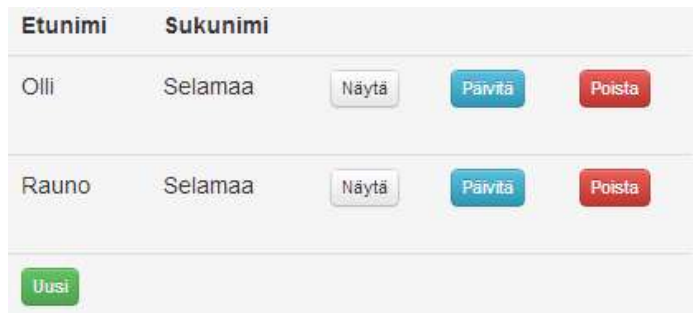 Etunimi Sukunimi
Olli Selamaa Näytä Päivitä Poista
Rauno Selamaa Näytä Päivitä Poista
Uusi